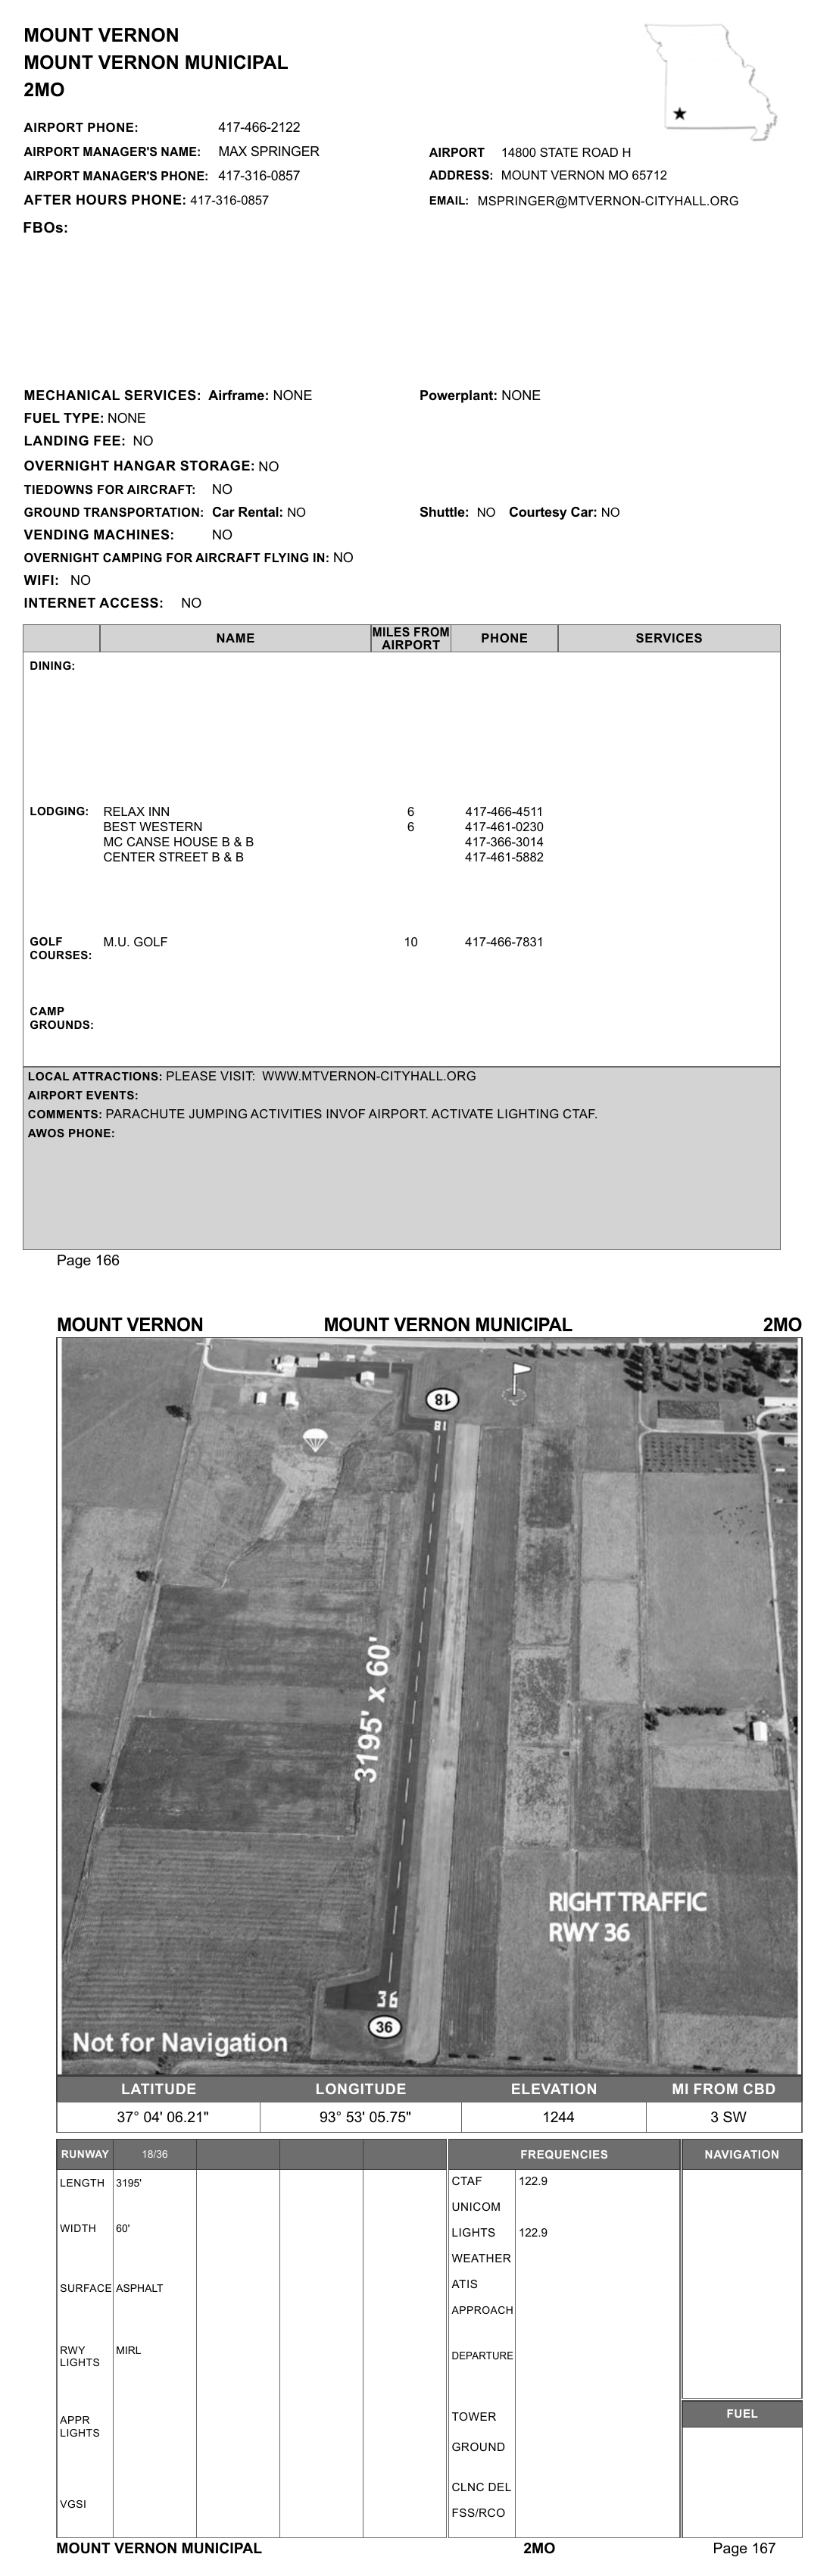 MOUNT VERNON
MOUNT VERNON MUNICIPAL
2MO
AIRPORT PHONE: 417-466-2122
AIRPORT MANAGER'S NAME: MAX SPRINGER
AIRPORT MANAGER'S PHONE: 417-316-0857
AFTER HOURS PHONE: 417-316-0857
AIRPORT 14800 STATE ROAD H
ADDRESS: MOUNT VERNON MO 65712
EMAIL: MSPRINGER@MTVERNON-CITYHALL.ORG
FBOs:
MECHANICAL SERVICES: Airframe: NONE Powerplant: NONE
FUEL TYPE: NONE
LANDING FEE: NO
OVERNIGHT HANGAR STORAGE: NO
TIEDOWNS FOR AIRCRAFT: NO
GROUND TRANSPORTATION: Car Rental: NO Shuttle: NO Courtesy Car: NO
VENDING MACHINES: NO
OVERNIGHT CAMPING FOR AIRCRAFT FLYING IN: NO
WIFI: NO
INTERNET ACCESS: NO
NAME MILES FROM AIRPORT PHONE SERVICES
DINING:
LODGING: RELAX INN 6 417-466-4511
BEST WESTERN 6 417-461-0230
MC CANSE HOUSE B & B 417-366-3014
CENTER STREET B & B 417-461-5882
GOLF COURSES: M.U. GOLF 10 417-466-7831
CAMP GROUNDS:
LOCAL ATTRACTIONS: PLEASE VISIT: WWW.MTVERNON-CITYHALL.ORG
AIRPORT EVENTS:
COMMENTS: PARACHUTE JUMPING ACTIVITIES INVOF AIRPORT. ACTIVATE LIGHTING CTAF.
AWOS PHONE:
Page 166
MOUNT VERNON MOUNT VERNON MUNICIPAL 2MO
18
18
3195' x 60'
RIGHT TRAFFIC
RWY 36
36
36
Not for Navigation
LATITUDE LONGITUDE ELEVATION MI FROM CBD
37° 04' 06.21" 93° 53' 05.75" 1244 3 SW
RUNWAY 18/36
LENGTH 3195'
WIDTH 60'
SURFACE ASPHALT
RWY LIGHTS MIRL
APPR LIGHTS
VGSI
FREQUENCIES
CTAF 122.9
UNICOM
LIGHTS 122.9
WEATHER
ATIS
APPROACH
DEPARTURE
TOWER
GROUND
CLNC DEL
FSS/RCO
NAVIGATION
FUEL
MOUNT VERNON MUNICIPAL 2MO Page 167